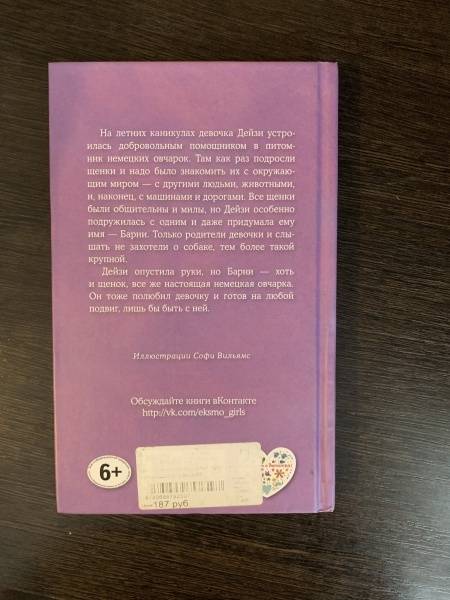 На летних каникулах девочка Дейзи устро-
илась добровольным помощником в питом-
ник немецких овчарок. Там как раз подросли
щенки и надо было знакомить их с окружаю-
щим миром — с другими людьми, животными,
и, наконец, с машинами и дорогами. Все щенки
были общительны и милы, но Дейзи особенно
подружилась с одним и даже придумала ему
имя — Барни. Только родители девочки и слы-
шать не захотели о собаке, тем более такой
крупной.
Дейзи опустила руки, но Барни — хоть
и щенок, все же настоящая немецкая овчарка.
Он тоже полюбил девочку и готов на любой
подвиг, лишь бы быть с ней.
Иллюстрации Софи Вильямс
Обсуждайте книги вКонтакте
http://vk.com/eksmo_girls
6+
187 руб